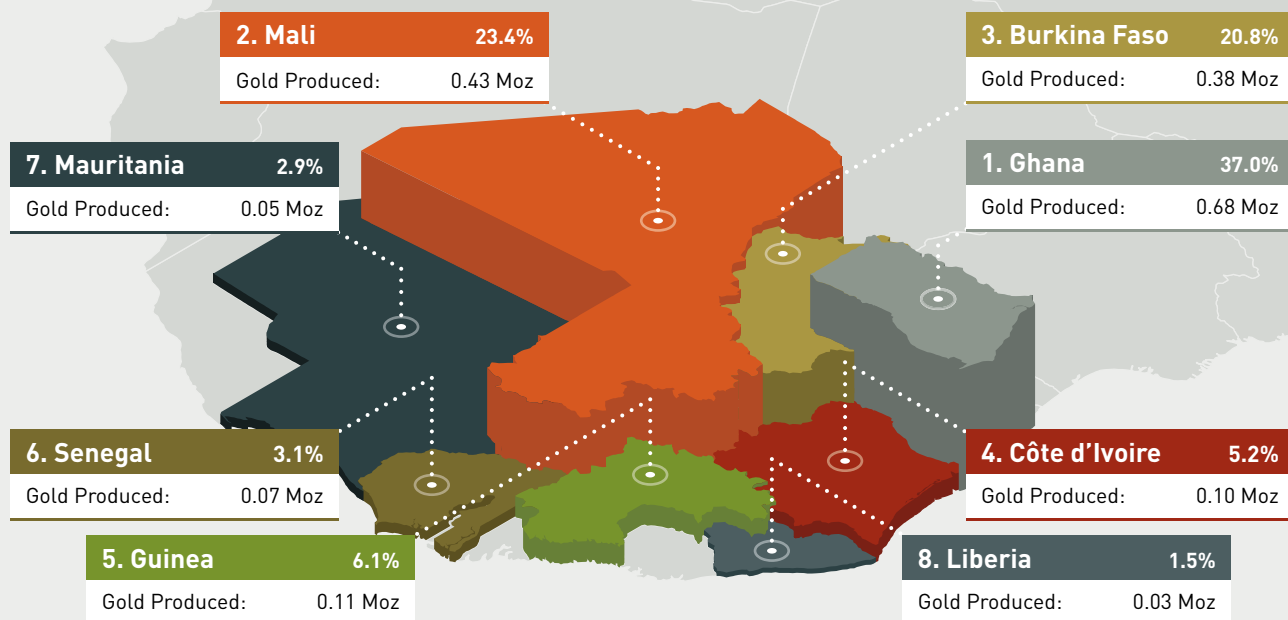 2. Mali 23.4%
Gold Produced: 0.43 Moz
3. Burkina Faso 20.8%
Gold Produced: 0.38 Moz
7. Mauritania 2.9%
Gold Produced: 0.05 Moz
1. Ghana 37.0%
Gold Produced: 0.68 Moz
6. Senegal 3.1%
Gold Produced: 0.07 Moz
4. Côte d’Ivoire 5.2%
Gold Produced: 0.10 Moz
5. Guinea 6.1%
Gold Produced: 0.11 Moz
8. Liberia 1.5%
Gold Produced: 0.03 Moz